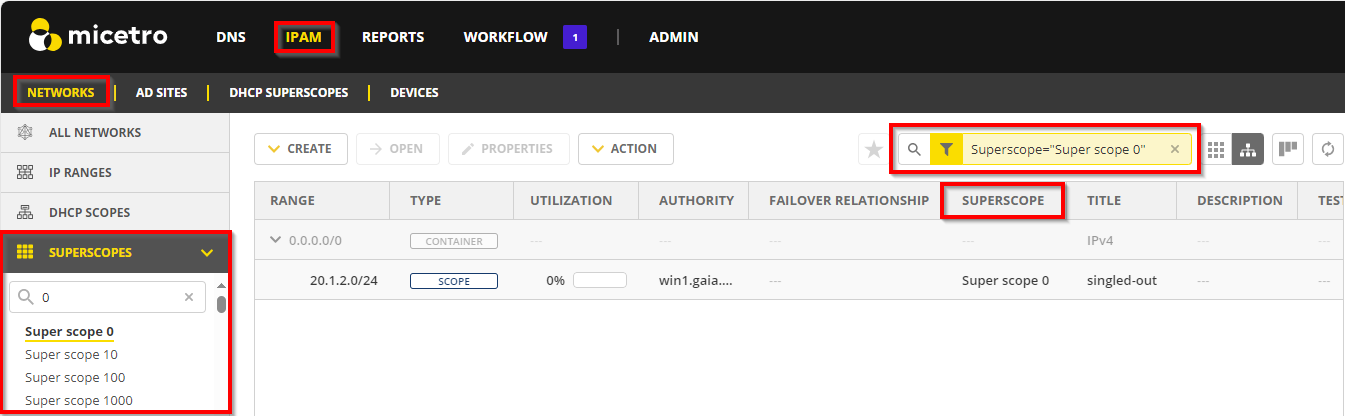 micetro DNS IPAM REPORTS WORKFLOW 1 ADMIN
NETWORKS AD SITES DHCP SUPERSCOPES DEVICES
ALL NETWORKS
IP RANGES
DHCP SCOPES
SUPERSCOPES
0
Super scope 0
Super scope 10
Super scope 100
Super scope 1000
CREATE OPEN PROPERTIES ACTION Superscope="Super scope 0"
RANGE TYPE UTILIZATION AUTHORITY FAILOVER RELATIONSHIP SUPERSCOPE TITLE DESCRIPTION TEST
0.0.0.0/0 CONTAINER --- --- --- --- IPv4 --- ---
20.1.2.0/24 SCOPE 0% win1.gaia.... --- Super scope 0 singled-out --- ---